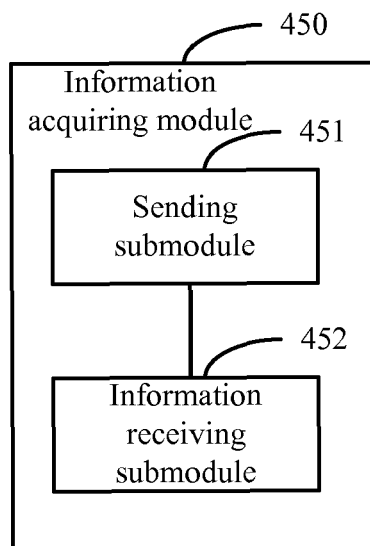 450
Information
acquiring module
451
Sending
submodule
452
Information
receiving
submodule